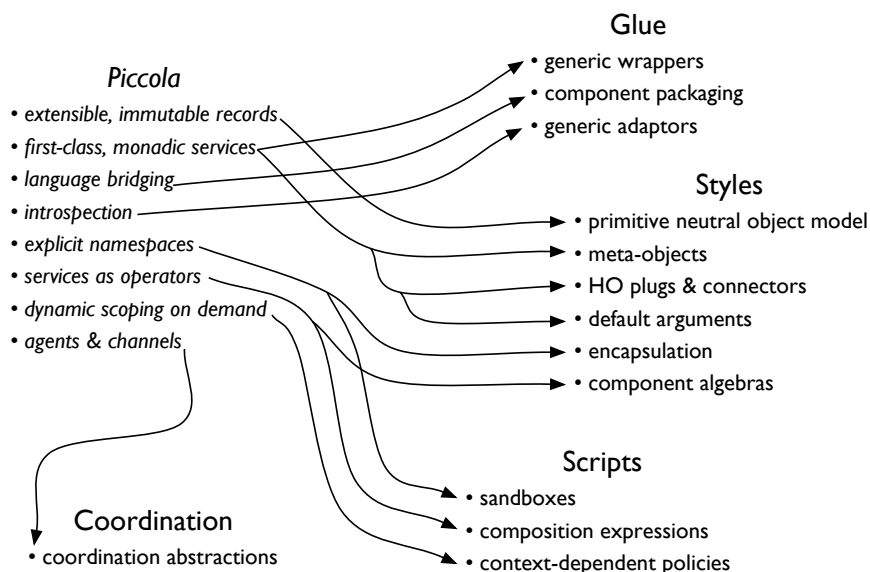 Piccola
• extensible, immutable records
• first-class, monadic services
• language bridging
• introspection
• explicit namespaces
• services as operators
• dynamic scoping on demand
• agents & channels
Glue
• generic wrappers
• component packaging
• generic adaptors
Styles
• primitive neutral object model
• meta-objects
• HO plugs & connectors
• default arguments
• encapsulation
• component algebras
Scripts
• sandboxes
• composition expressions
• context-dependent policies
Coordination
• coordination abstractions